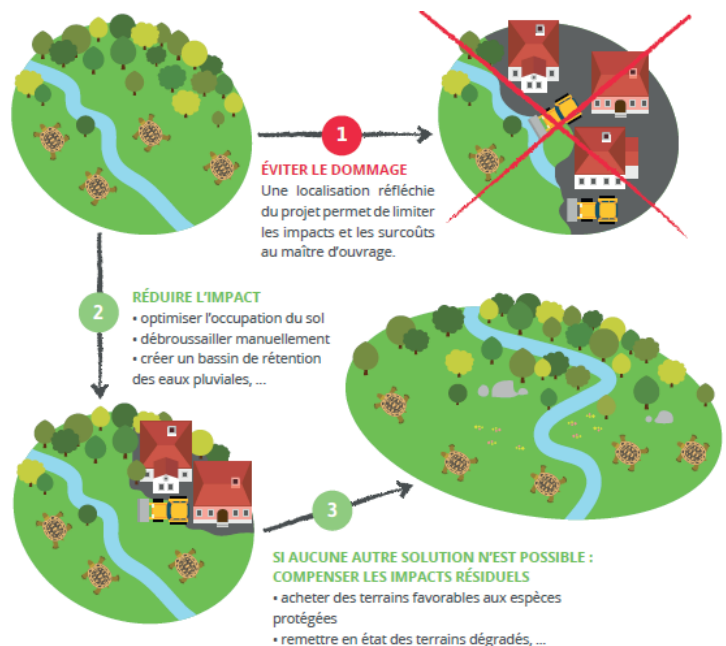 1
ÉVITER LE DOMMAGE
Une localisation réfléchie
du projet permet de limiter
les impacts et les surcoûts
au maître d'ouvrage.
2
RÉDUIRE L'IMPACT
• optimiser l'occupation du sol
• débroussailler manuellement
• créer un bassin de rétention
des eaux pluviales, ...
3
SI AUCUNE AUTRE SOLUTION N'EST POSSIBLE :
COMPENSER LES IMPACTS RÉSIDUELS
• acheter des terrains favorables aux espèces
protégées
• remettre en état des terrains dégradés, ...